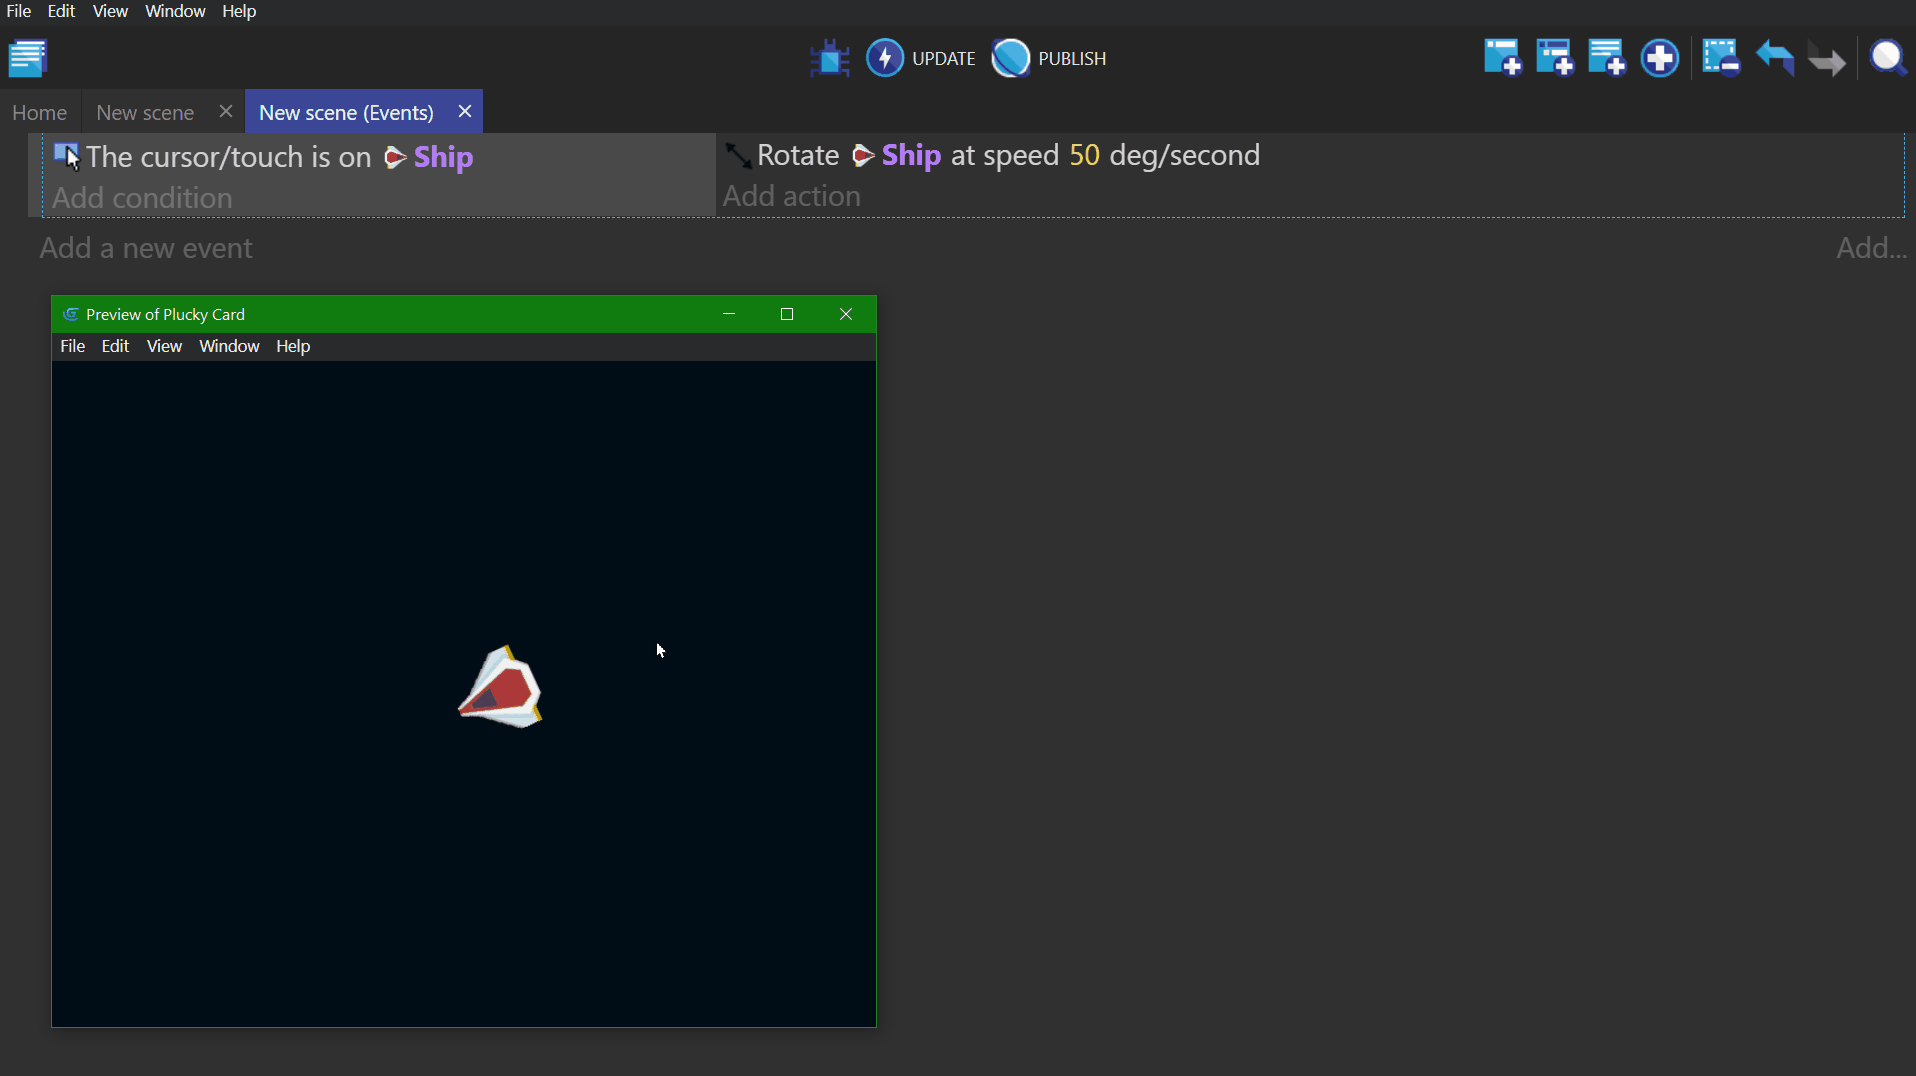 File Edit View Window Help
UPDATE PUBLISH
Home New scene New scene (Events)
The cursor/touch is on Ship
Rotate Ship at speed 50 deg/second
Add condition
Add action
Add a new event
Add...
Preview of Plucky Card
File Edit View Window Help